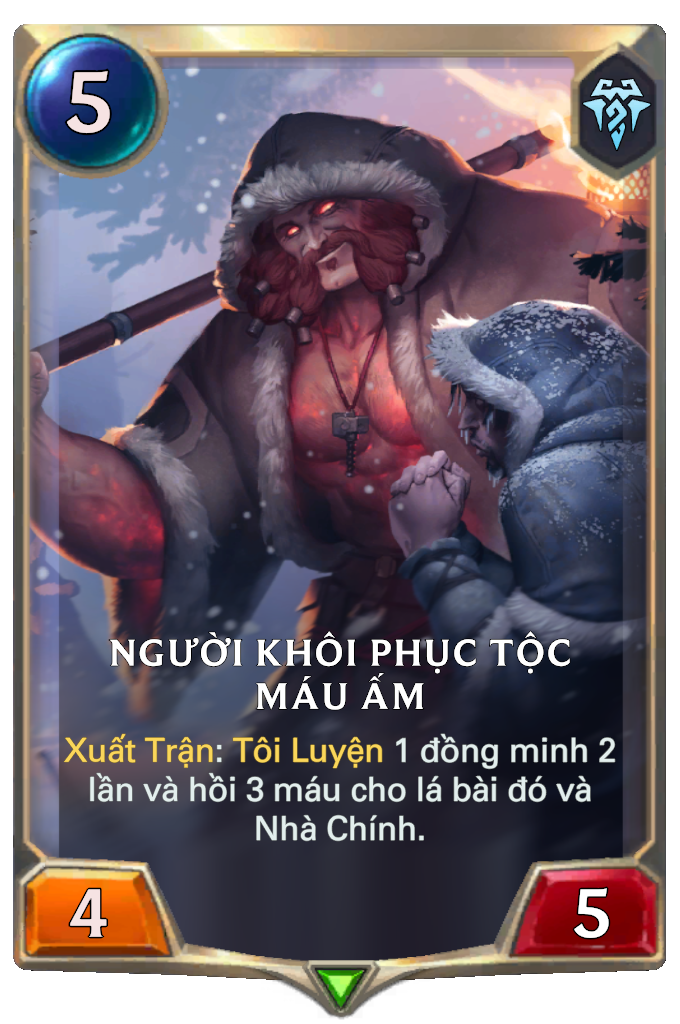 5
NGƯỜI KHÔI PHỤC TỘC
MÁU ẤM
Xuất Trận: Tôi Luyện 1 đồng minh 2
lần và hồi 3 máu cho lá bài đó và
Nhà Chính.
4
5